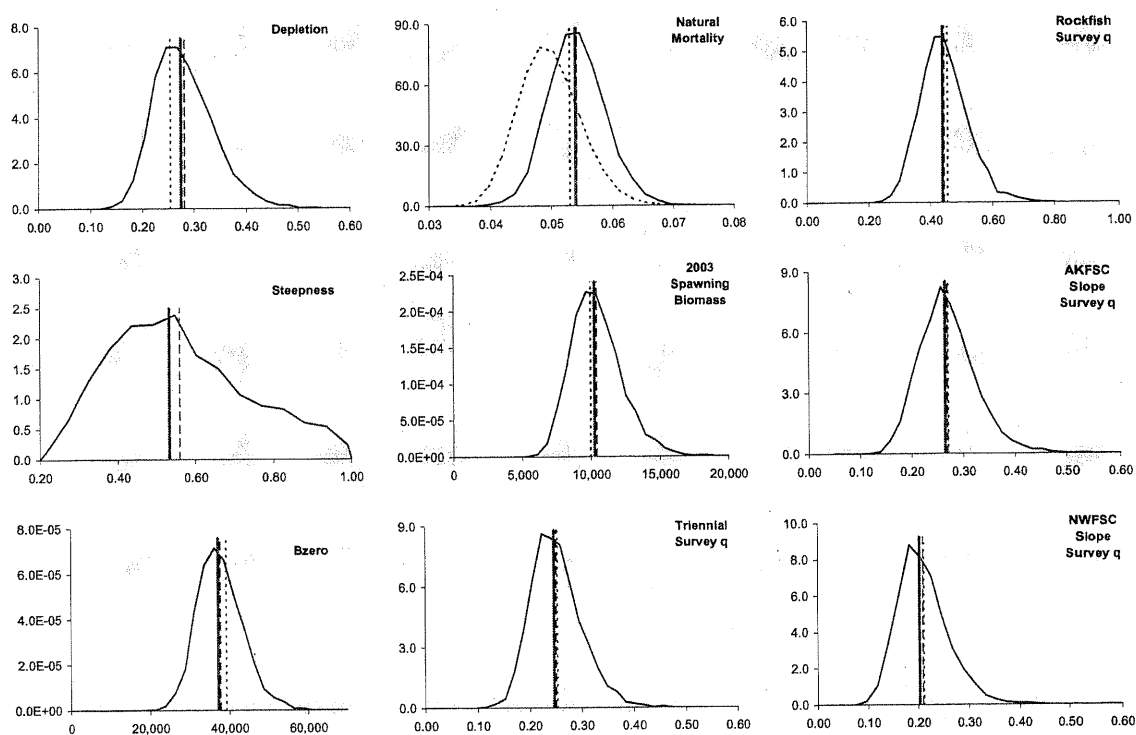 Depletion
8.0
6.0
4.0
2.0
0.0
0.00 0.10 0.20 0.30 0.40 0.50 0.60
Natural
Mortality
90.0
60.0
30.0
0.0
0.03 0.04 0.05 0.06 0.07 0.08
Rockfish
Survey q
6.0
5.0
4.0
3.0
2.0
1.0
0.0
0.00 0.20 0.40 0.60 0.80 1.00
Steepness
3.0
2.5
2.0
1.5
1.0
0.5
0.0
0.20 0.40 0.60 0.80 1.00
2003
Spawning
Biomass
2.5E-04
2.0E-04
1.5E-04
1.0E-04
5.0E-05
0.0E+00
0 5,000 10,000 15,000 20,000
AKFSC
Slope
Survey q
9.0
6.0
3.0
0.0
0.00 0.10 0.20 0.30 0.40 0.50 0.60
Bzero
8.0E-05
6.0E-05
4.0E-05
2.0E-05
0.0E+00
0 20,000 40,000 60,000
Triennial
Survey q
9.0
6.0
3.0
0.0
0.00 0.10 0.20 0.30 0.40 0.50 0.60
NWFSC
Slope
Survey q
10.0
8.0
6.0
4.0
2.0
0.0
0.00 0.10 0.20 0.30 0.40 0.50 0.60